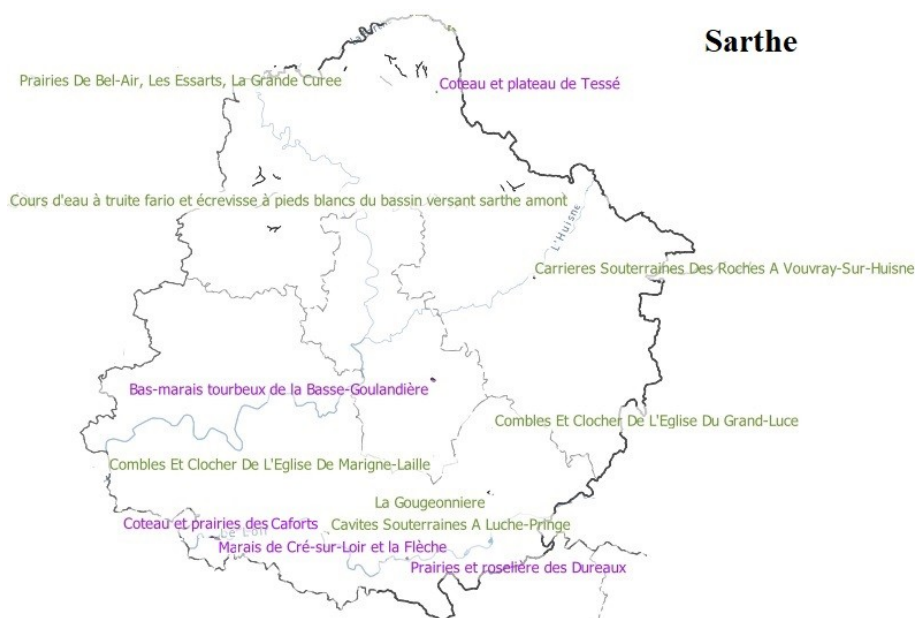 Sarthe
Prairies De Bel-Air, Les Essarts, La Grande Curee
Coteau et plateau de Tessé
Cours d'eau à truite fario et écrevisse à pieds blancs du bassin versant sarthe amont
L'Huisne
Carrieres Souterraines Des Roches A Vouvray-Sur-Huisne
Bas-marais tourbeux de la Basse-Goulandière
Combles Et Clocher De L'Eglise Du Grand-Luce
Combles Et Clocher De L'Eglise De Marigne-Laille
La Gougeonniere
Coteau et prairies des Caforts
Cavites Souterraines A Luche-Pringe
Le Loir
Marais de Cré-sur-Loir et la Flèche
Prairies et roselière des Dureaux